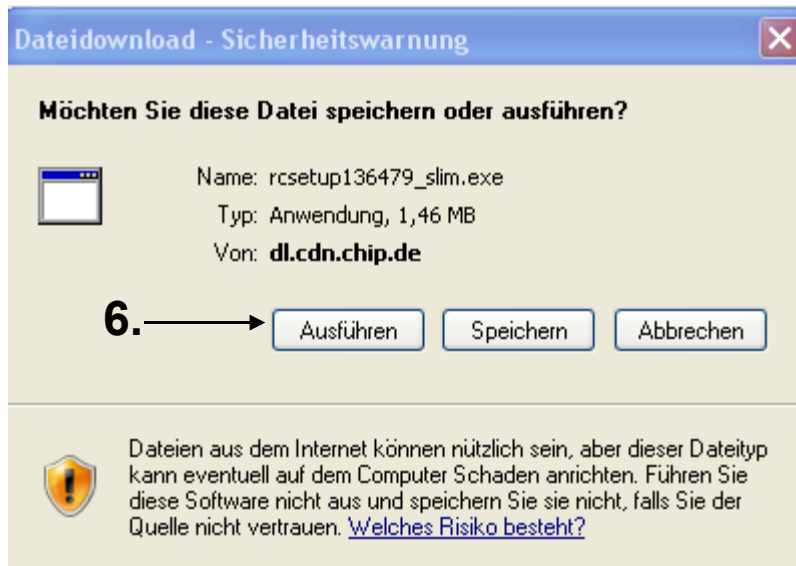 Dateidownload - Sicherheitswarnung
Möchten Sie diese Datei speichern oder ausführen?
Name: rcsetup136479_slim.exe
Typ: Anwendung, 1,46 MB
Von: dl.cdn.chip.de
6.
Ausführen Speichern Abbrechen
Dateien aus dem Internet können nützlich sein, aber dieser Dateityp
kann eventuell auf dem Computer Schaden anrichten. Führen Sie
diese Software nicht aus und speichern Sie sie nicht, falls Sie der
Quelle nicht vertrauen. Welches Risiko besteht?